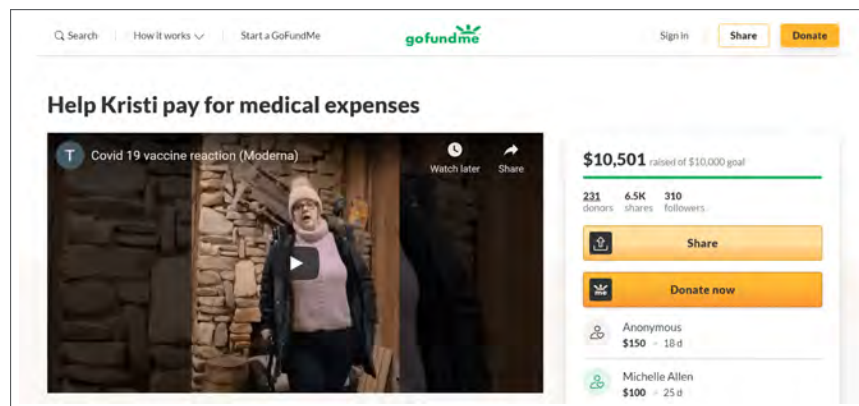 Search How it works Start a GoFundMe gofundme Sign in Share Donate
Help Kristi pay for medical expenses
T Covid 19 vaccine reaction (Moderna)
Watch later Share
$10,501 raised of $10,000 goal
231 6.5K 310
donors shares followers
Share
me Donate now
Anonymous
$150 · 18 d
Michelle Allen
$100 · 25 d